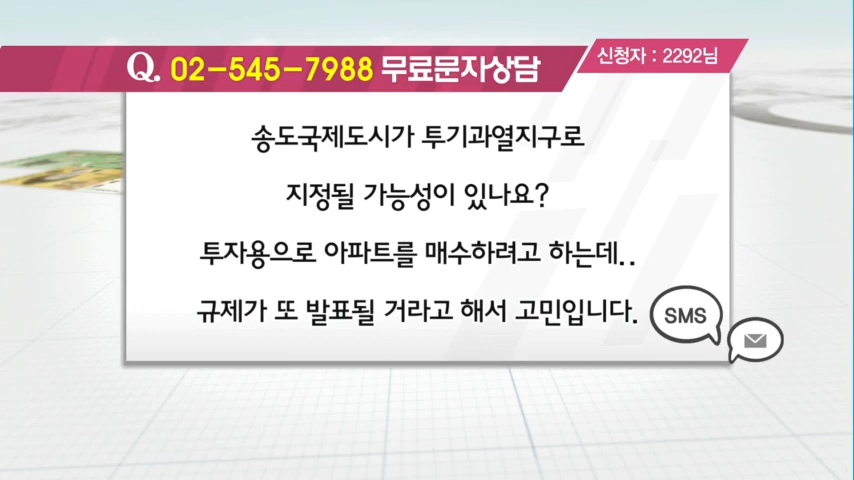 Q. 02-545-7988 무료문자상담
신청자 : 2292님
송도국제도시가 투기과열지구로
지정될 가능성이 있나요?
투자용으로 아파트를 매수하려고 하는데..
규제가 또 발표될 거라고 해서 고민입니다.
SMS